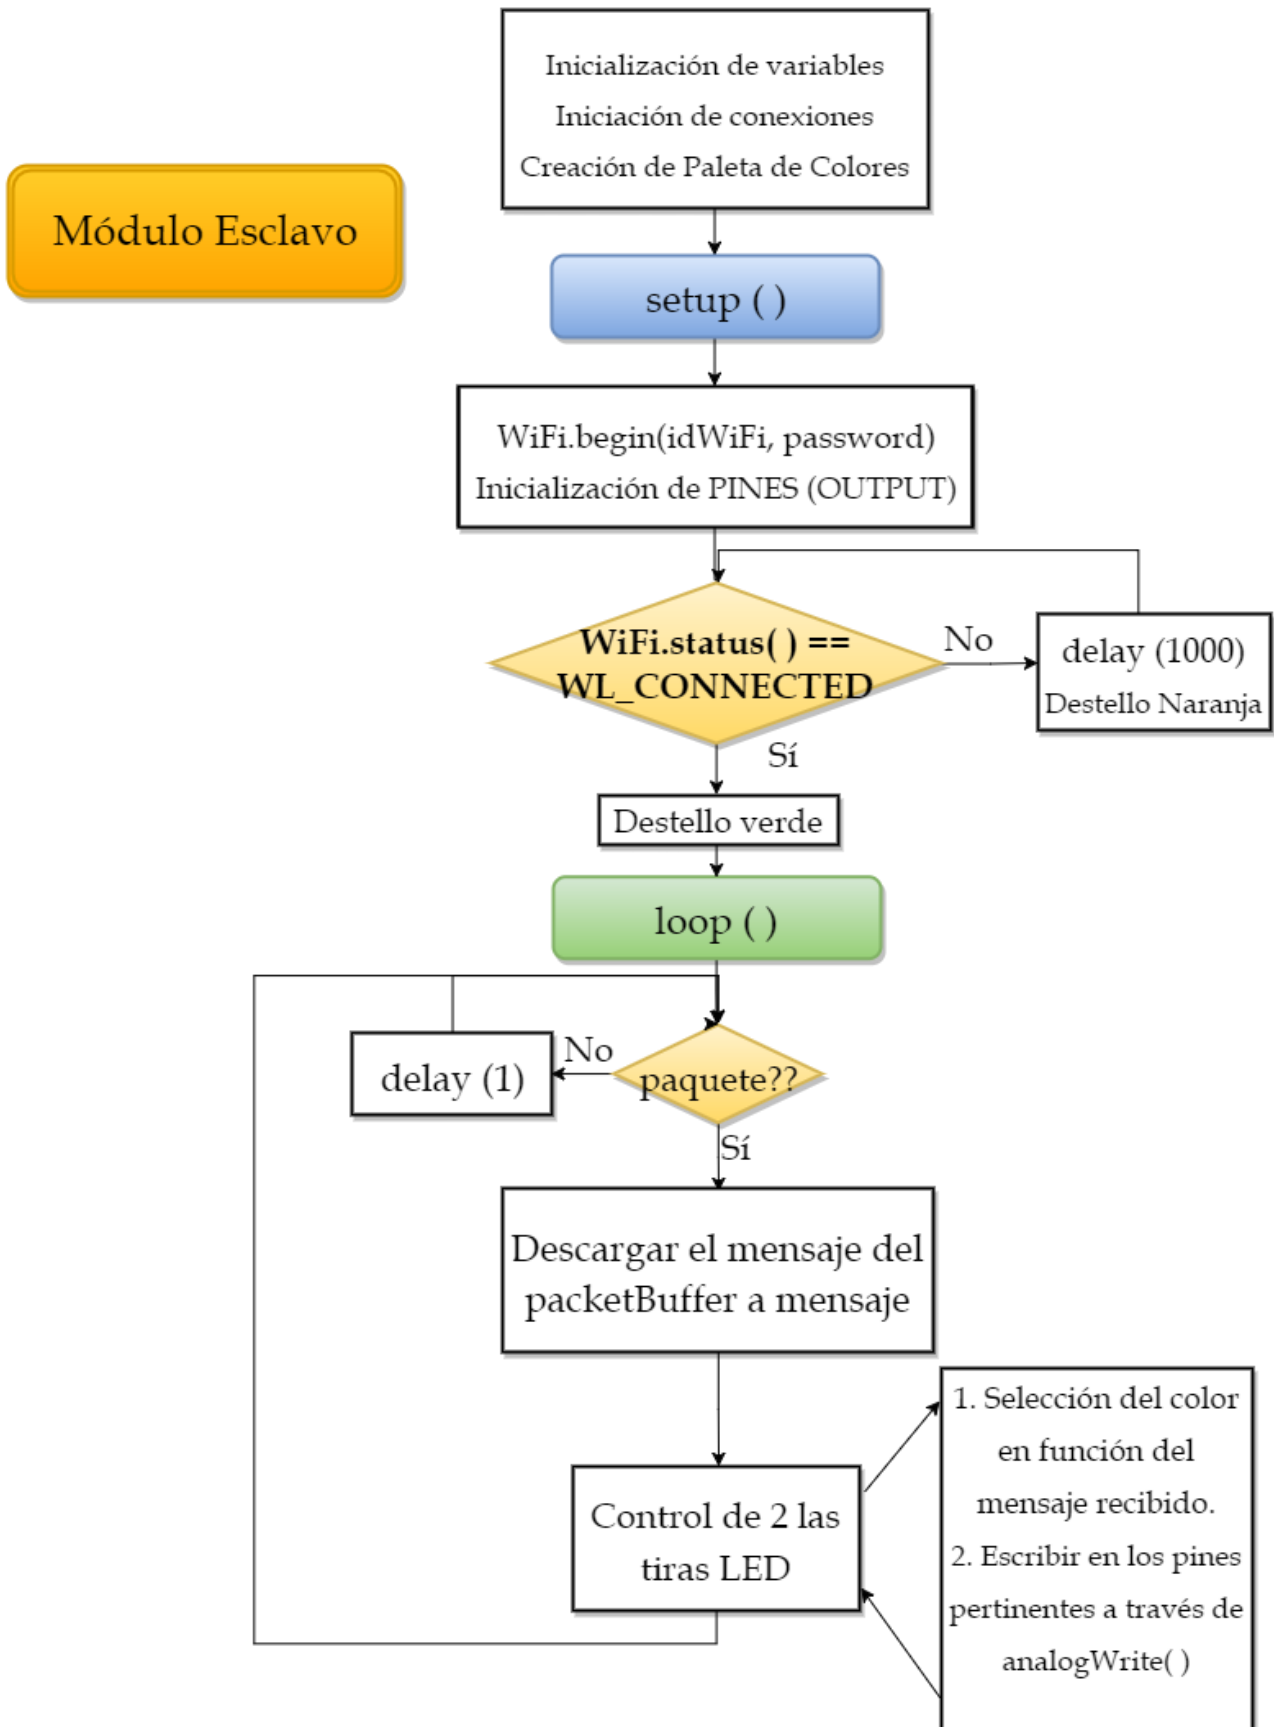 Inicialización de variables
Iniciación de conexiones
Creación de Paleta de Colores
Módulo Esclavo
setup ( )
WiFi.begin(idWiFi, password)
Inicialización de PINES (OUTPUT)
WiFi.status( ) ==
WL_CONNECTED
No
delay (1000)
Destello Naranja
Sí
Destello verde
loop ( )
No
delay (1)
paquete??
Sí
Descargar el mensaje del
packetBuffer a mensaje
Control de 2 las
tiras LED
1. Selección del color
en función del
mensaje recibido.
2. Escribir en los pines
pertinentes a través de
analogWrite( )